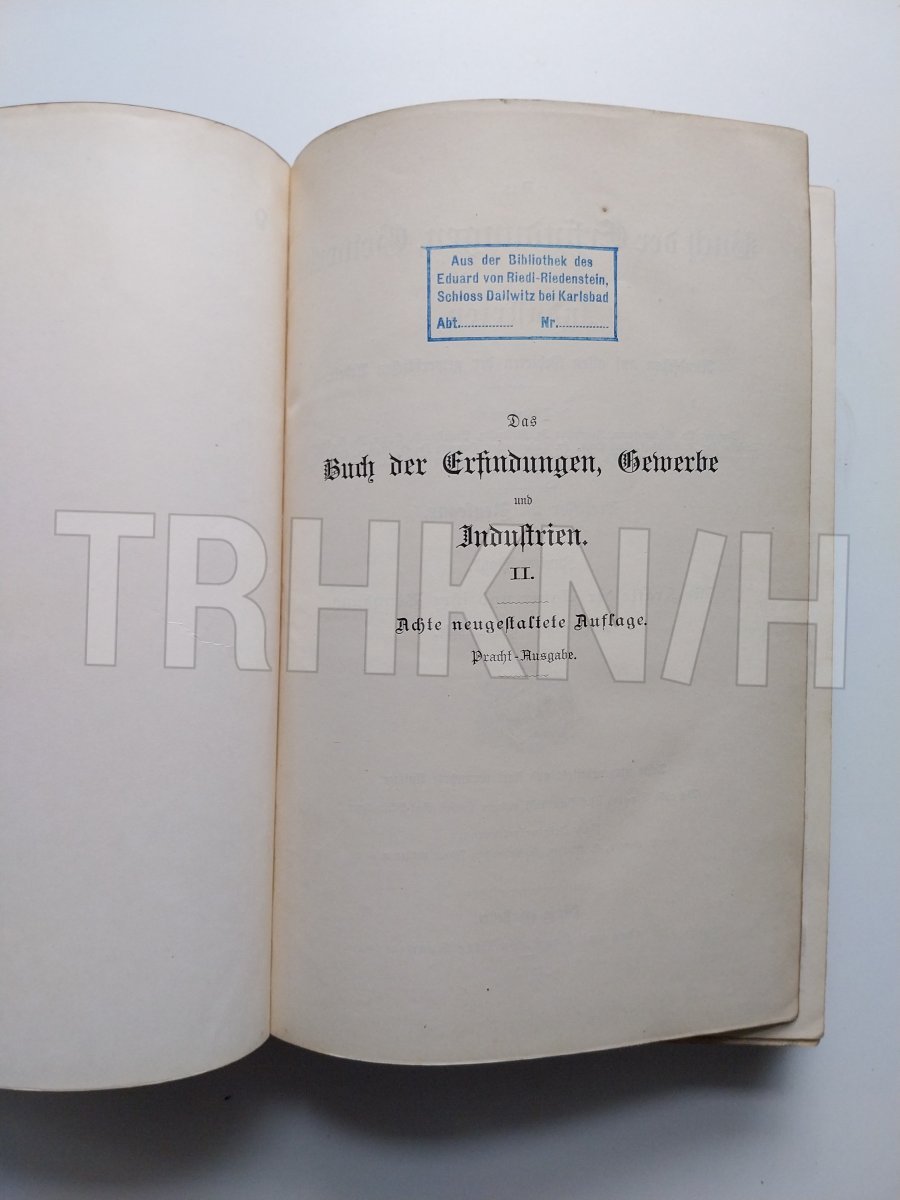 Aus der Bibliothek des
Eduard von Riedl-Riedenstein,
Schloss Dallwitz bei Karlsbad
Abt............... Nr...............
Das
Buch der Erfindungen, Gewerbe
und
Industrien.
II.
Achte neugestaltete Auflage.
Pracht-Ausgabe.
TRHKN/H